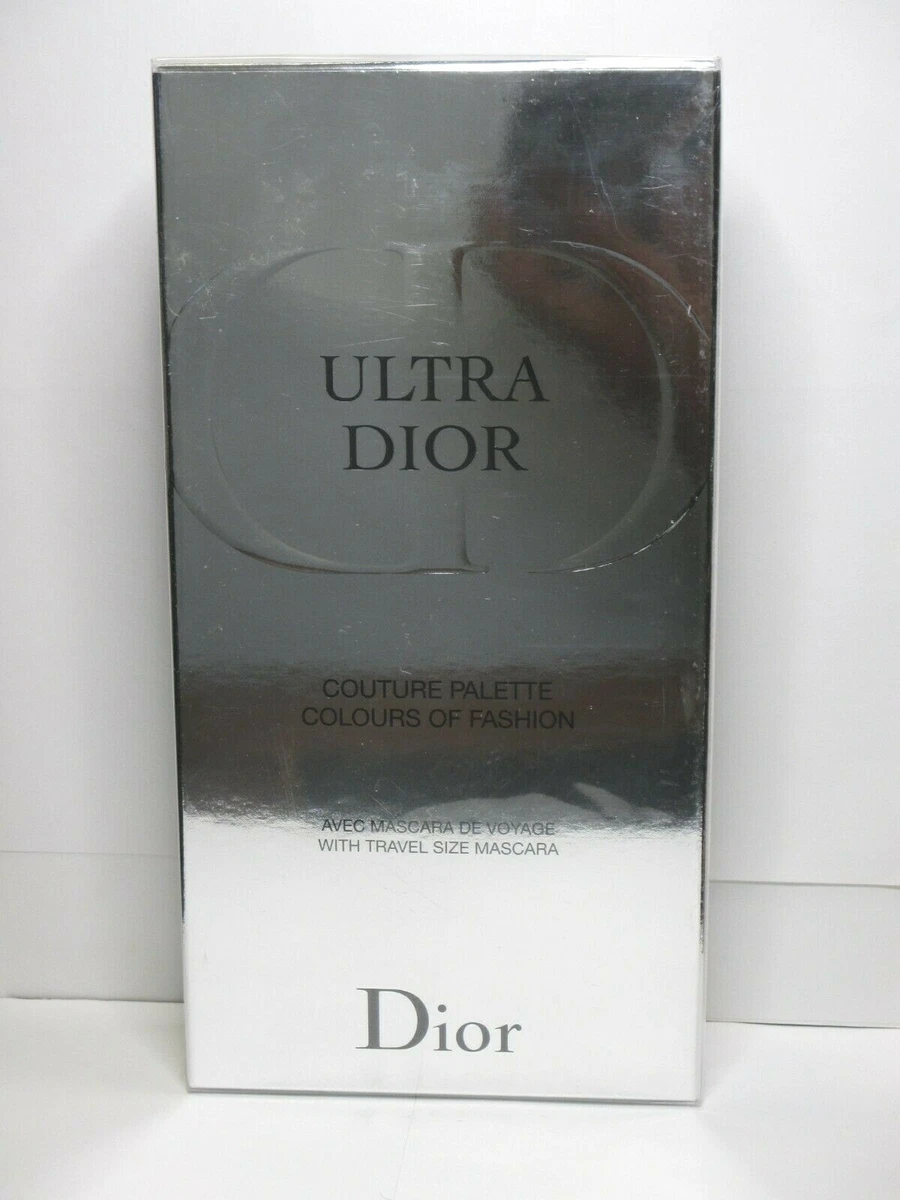 ULTRA
DIOR
COUTURE PALETTE
COLOURS OF FASHION
AVEC MASCARA DE VOYAGE
WITH TRAVEL SIZE MASCARA
Dior